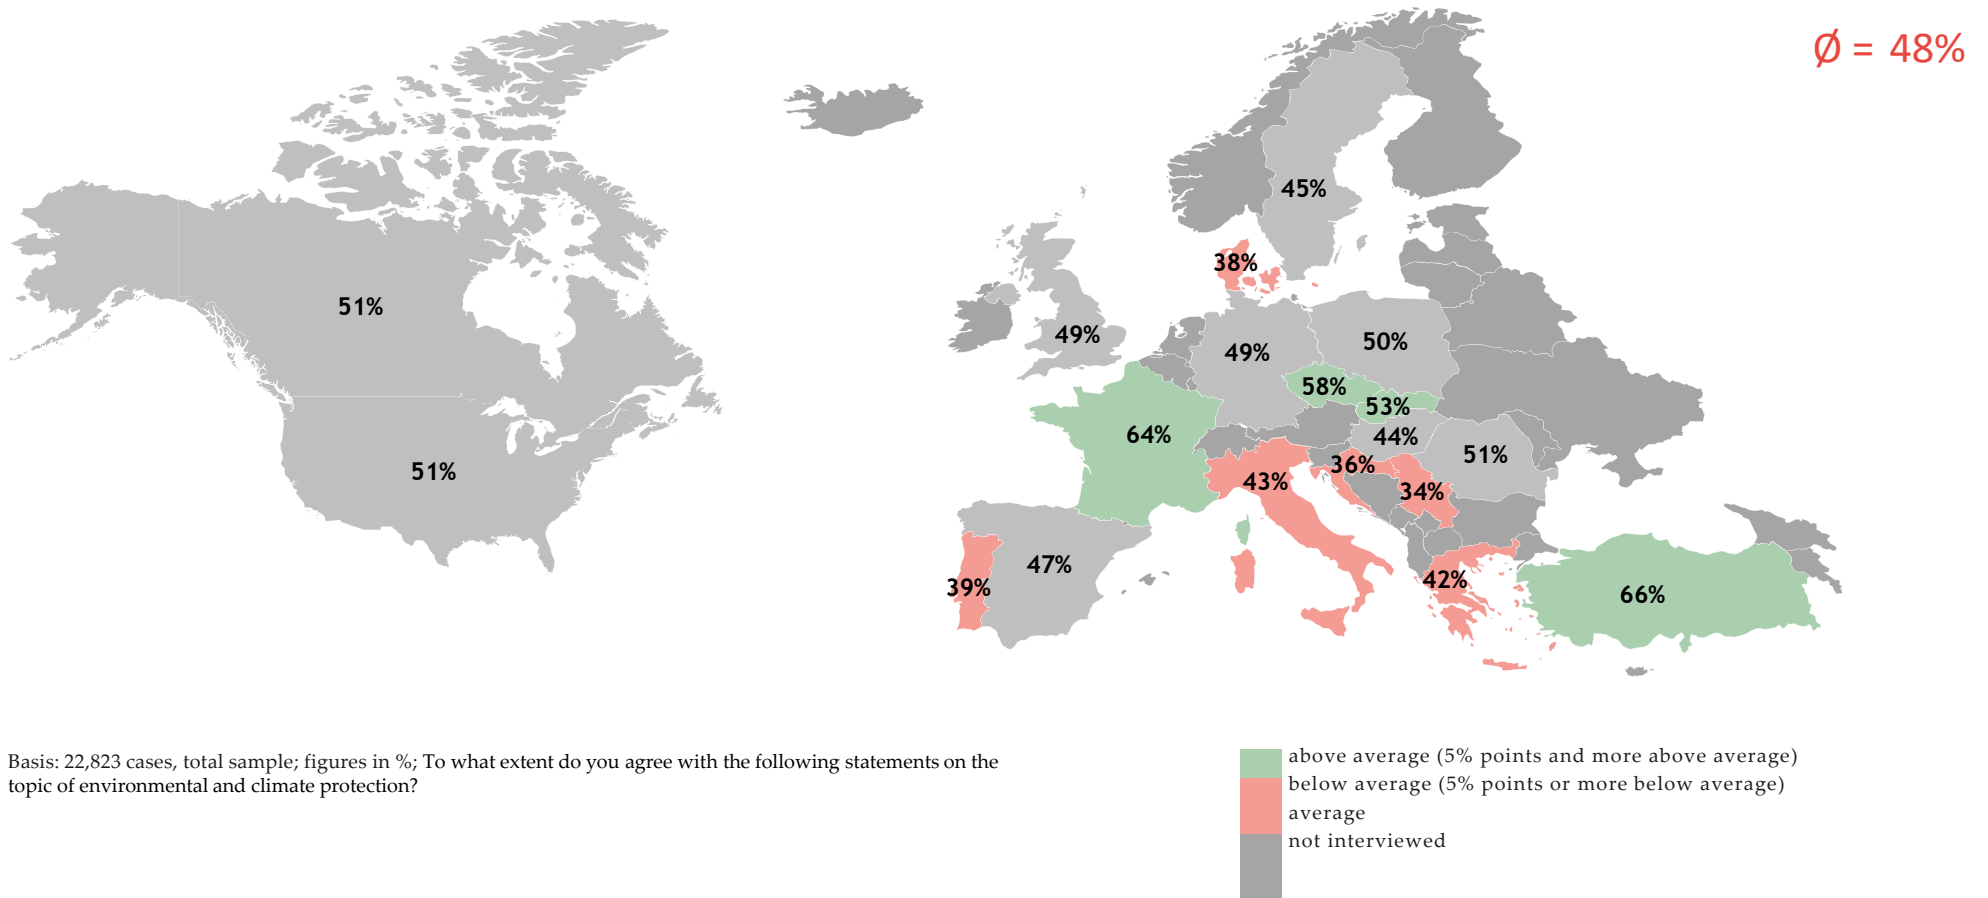 Ø = 48%
45%
38%
51%
49%
49%
50%
58%
53%
64%
44%
51%
36%
43%
34%
51%
47%
39%
42%
66%
Basis: 22,823 cases, total sample; figures in %; To what extent do you agree with the following statements on the
topic of environmental and climate protection?
above average (5% points and more above average)
below average (5% points or more below average)
average
not interviewed